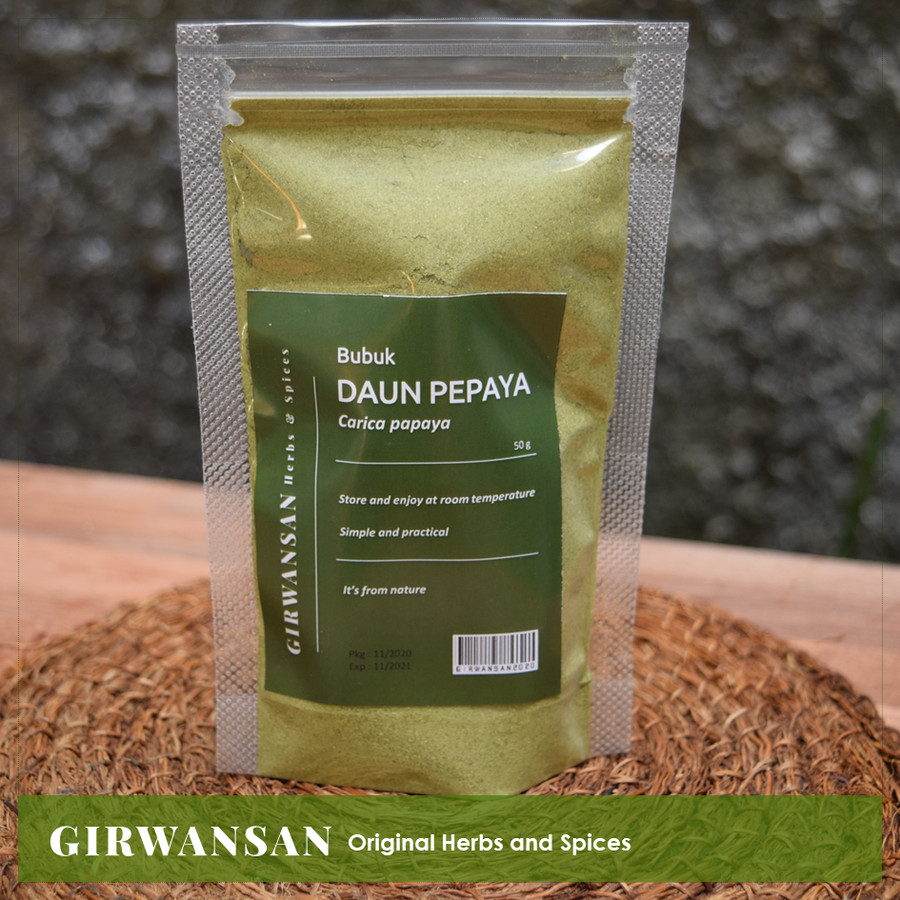 Bubuk
DAUN PEPAYA
Carica papaya
50 g
Store and enjoy at room temperature
Simple and practical
It's from nature
Pkg : 11/2020
Exp : 11/2021
GIRWANSAN2020
GIRWANSAN Herbs & Spices
GIRWANSAN Original Herbs and Spices